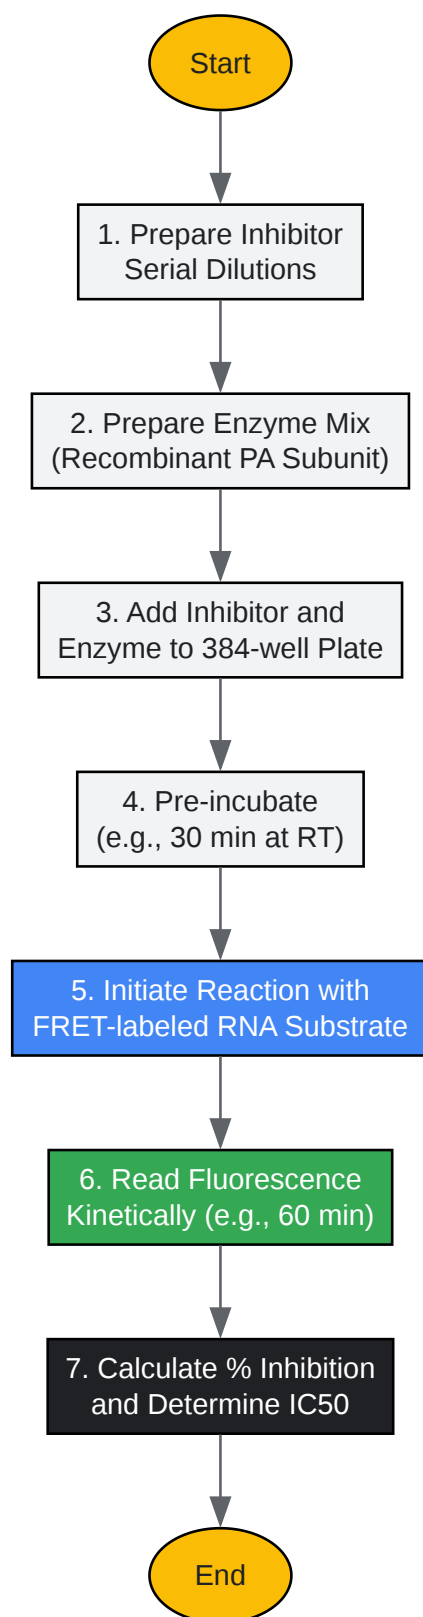 Start
1. Prepare Inhibitor
Serial Dilutions
2. Prepare Enzyme Mix
(Recombinant PA Subunit)
3. Add Inhibitor and
Enzyme to 384-well Plate
4. Pre-incubate
(e.g., 30 min at RT)
5. Initiate Reaction with
FRET-labeled RNA Substrate
6. Read Fluorescence
Kinetically (e.g., 60 min)
7. Calculate % Inhibition
and Determine IC50
End